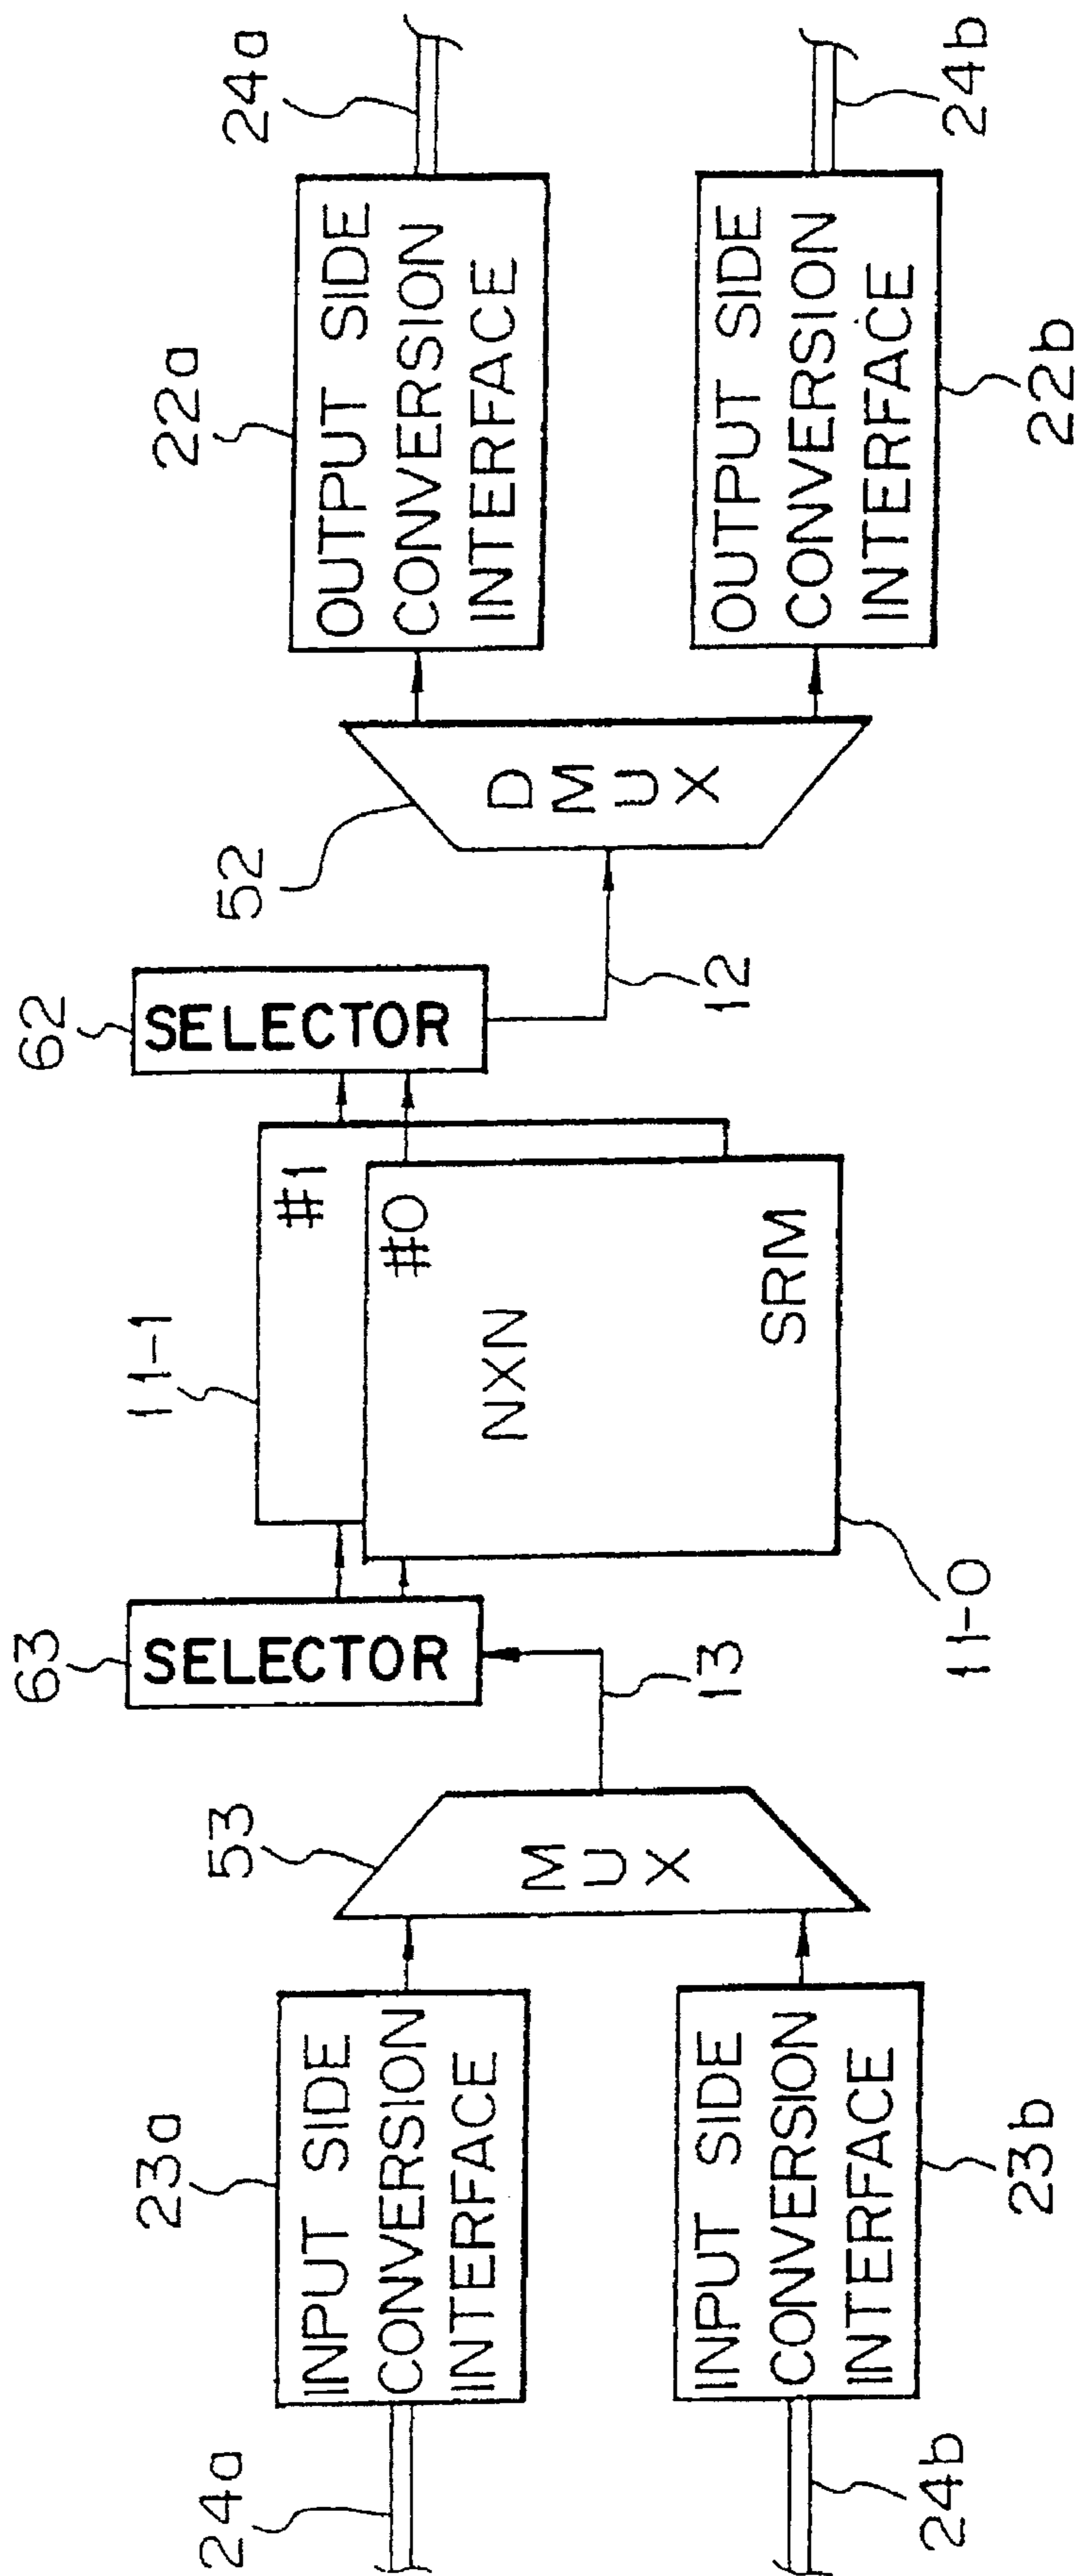 24a
23a
INPUT SIDE
CONVERSION
INTERFACE
24b
INPUT SIDE
CONVERSION
INTERFACE
23b
53
MUX
13
63
SELECTOR
11-1
#1
#0
NXN
SRM
11-0
62
SELECTOR
12
52
DMUX
22a
OUTPUT SIDE
CONVERSION
INTERFACE
24a
OUTPUT SIDE
CONVERSION
INTERFACE
22b
24b